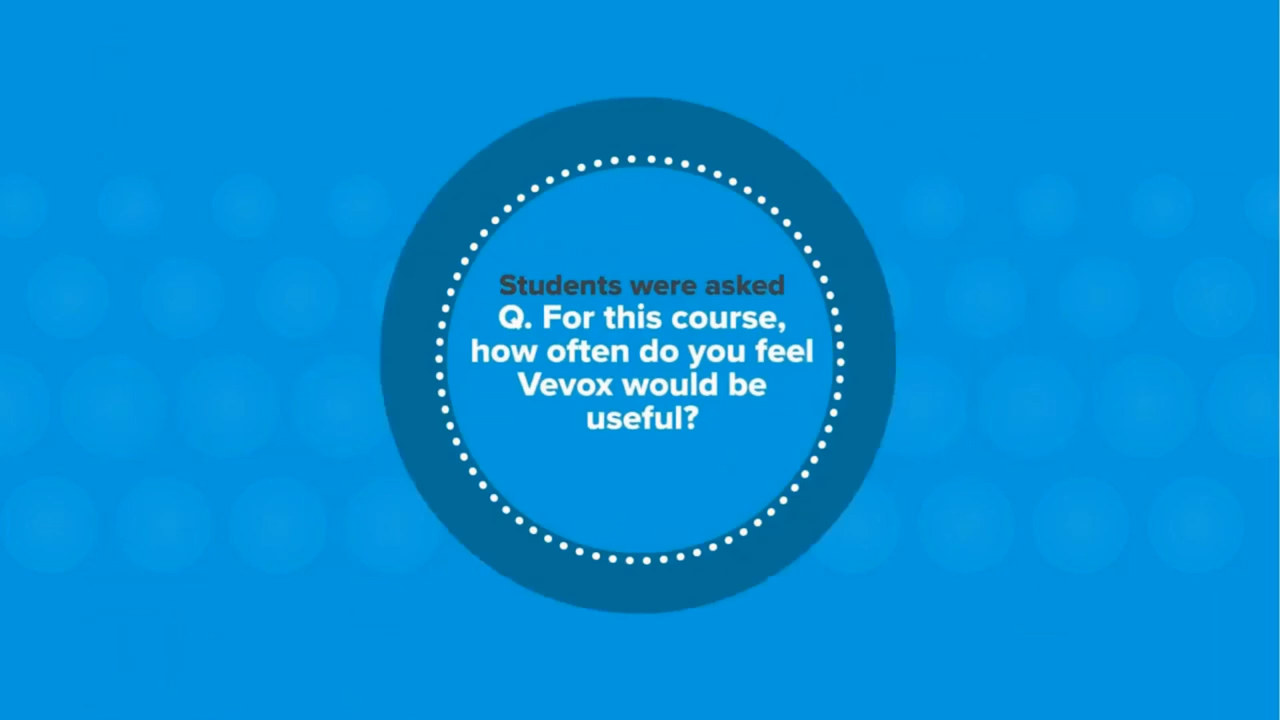 Students were asked
Q. For this course,
how often do you feel
Vevox would be
useful?